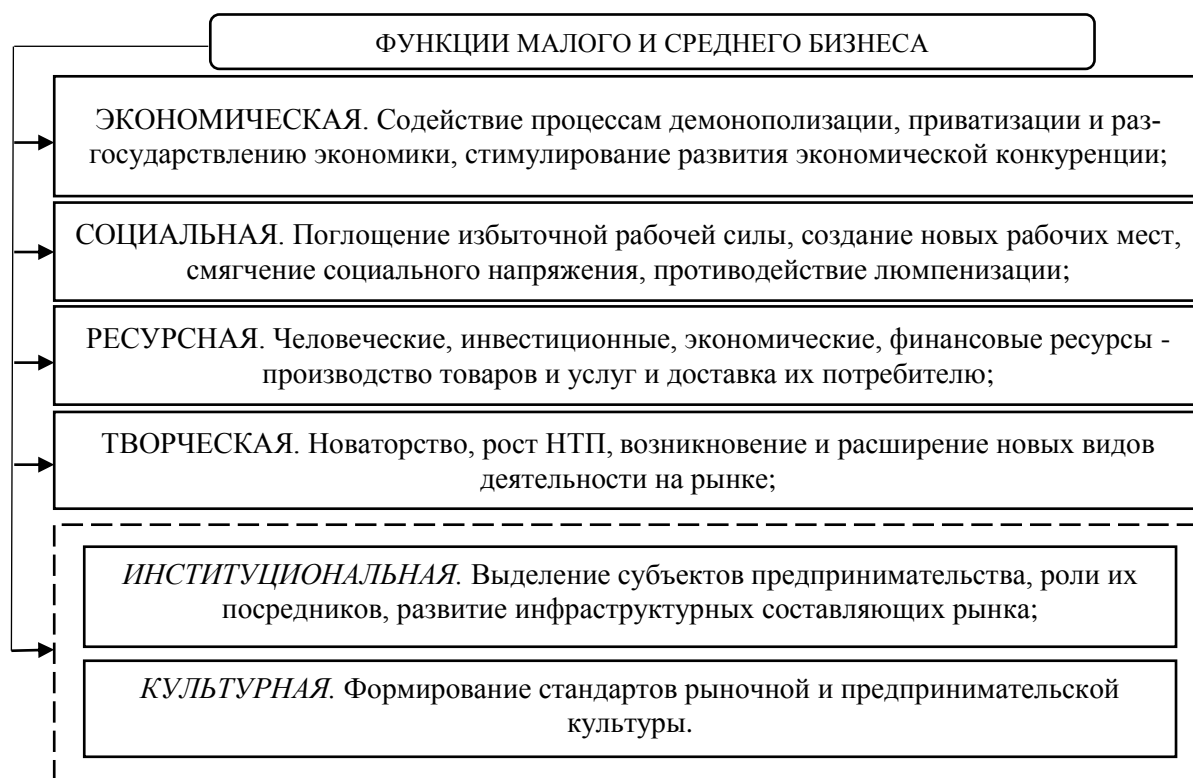 ФУНКЦИИ МАЛОГО И СРЕДНЕГО БИЗНЕСА
ЭКОНОМИЧЕСКАЯ. Содействие процессам демонополизации, приватизации и раз-
государствлению экономики, стимулирование развития экономической конкуренции;
СОЦИАЛЬНАЯ. Поглощение избыточной рабочей силы, создание новых рабочих мест,
смягчение социального напряжения, противодействие люмпенизации;
РЕСУРСНАЯ. Человеческие, инвестиционные, экономические, финансовые ресурсы -
производство товаров и услуг и доставка их потребителю;
ТВОРЧЕСКАЯ. Новаторство, рост НТП, возникновение и расширение новых видов
деятельности на рынке;
ИНСТИТУЦИОНАЛЬНАЯ. Выделение субъектов предпринимательства, роли их
посредников, развитие инфраструктурных составляющих рынка;
КУЛЬТУРНАЯ. Формирование стандартов рыночной и предпринимательской
культуры.